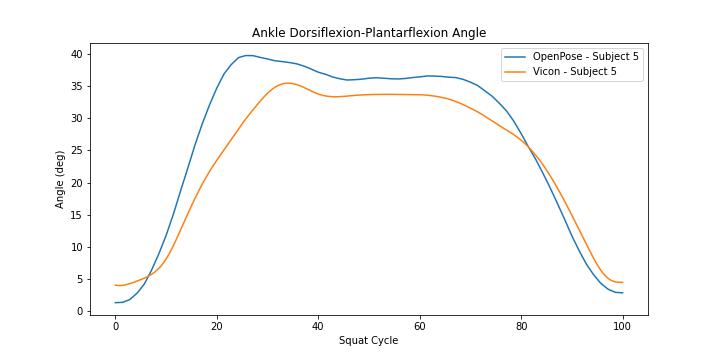 Ankle Dorsiflexion-Plantarflexion Angle
OpenPose - Subject 5
Vicon - Subject 5
Angle (deg)
40
35
30
25
20
15
10
5
0
0 20 40 60 80 100
Squat Cycle